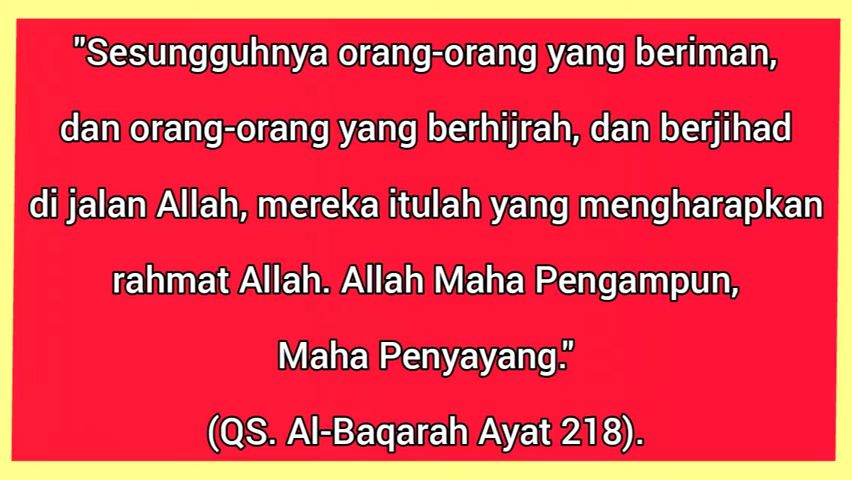 "Sesungguhnya orang-orang yang beriman,
dan orang-orang yang berhijrah, dan berjihad
di jalan Allah, mereka itulah yang mengharapkan
rahmat Allah. Allah Maha Pengampun,
Maha Penyayang."
(QS. Al-Baqarah Ayat 218).